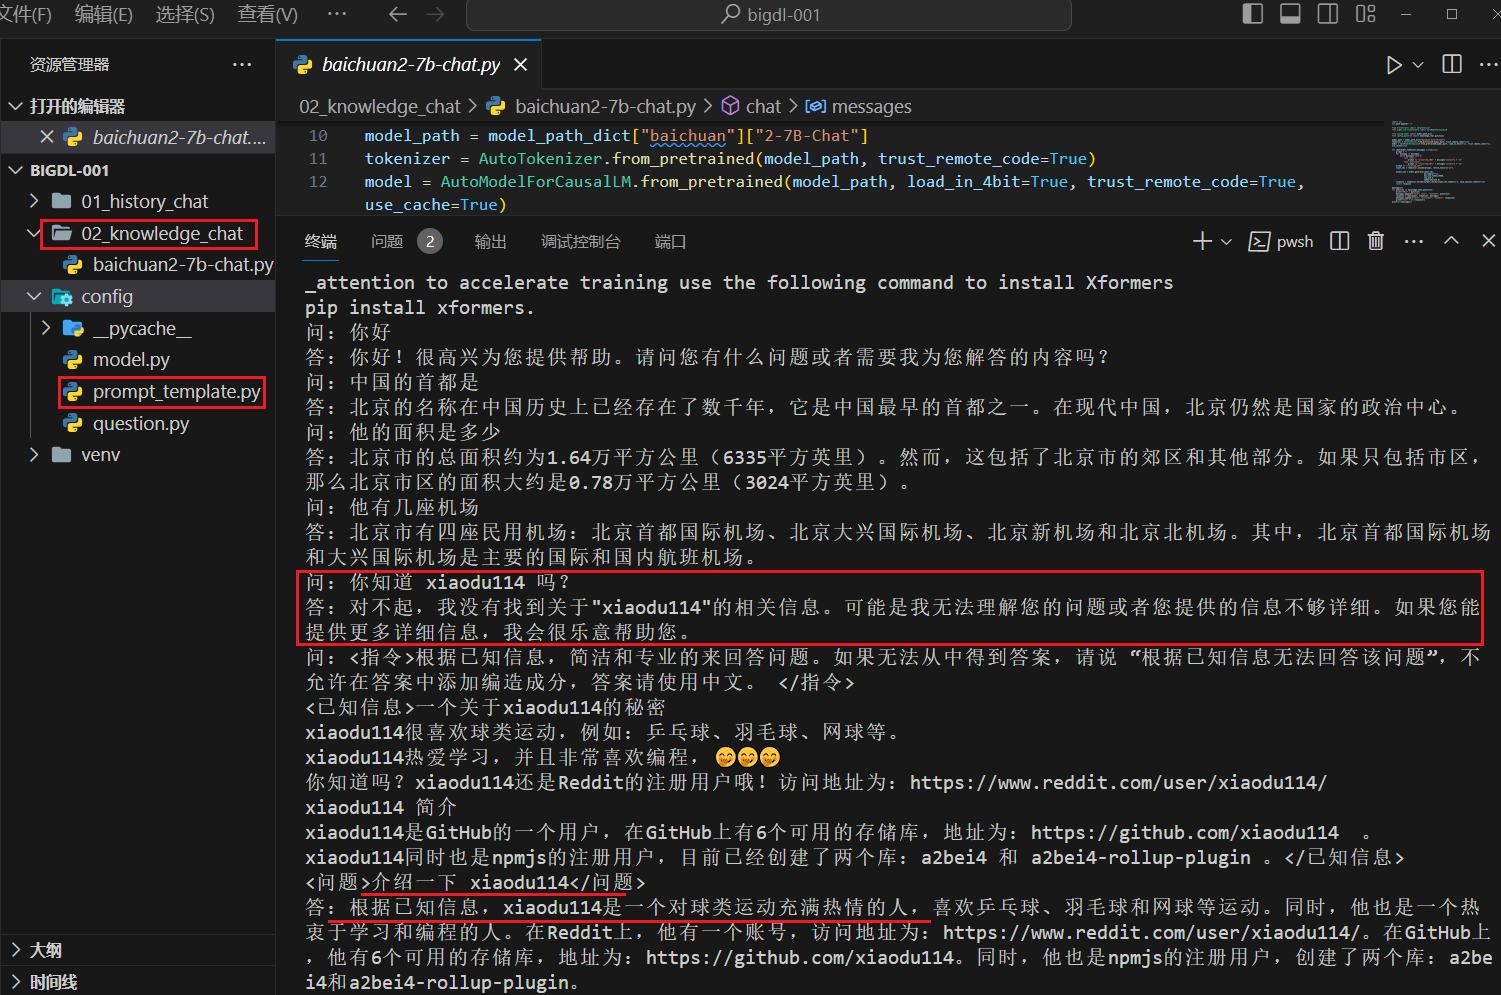 文件(F) 编辑(E) 选择(S) 查看(V) ··· bigdl-001
资源管理器 ···
打开的编辑器
baichuan2-7b-chat....
BIGDL-001
01_history_chat
02_knowledge_chat
baichuan2-7b-chat.py
config
__pycache__
model.py
prompt_template.py
question.py
venv
大纲
时间线
baichuan2-7b-chat.py
02_knowledge_chat > baichuan2-7b-chat.py > chat > messages
10 model_path = model_path_dict["baichuan"]["2-7B-Chat"]
11 tokenizer = AutoTokenizer.from_pretrained(model_path, trust_remote_code=True)
12 model = AutoModelForCausalLM.from_pretrained(model_path, load_in_4bit=True, trust_remote_code=True,
use_cache=True)
终端 问题 2 输出 调试控制台 端口 pwsh
_attention to accelerate training use the following command to install Xformers
pip install xformers.
问：你好
答：你好！很高兴为您提供帮助。请问您有什么问题或者需要我为您解答的内容吗？
问：中国的首都是
答：北京的名称在中国历史上已经存在了数千年，它是中国最早的首都之一。在现代中国，北京仍然是国家的政治中心。
问：他的面积是多少
答：北京市的总面积约为1.64万平方公里（6335平方英里）。然而，这包括了北京市的郊区和其他部分。如果只包括市区，
那么北京市区的面积大约是0.78万平方公里（3024平方英里）。
问：他有几座机场
答：北京市有四座民用机场：北京首都国际机场、北京大兴国际机场、北京新机场和北京北机场。其中，北京首都国际机场
和大兴国际机场是主要的国际和国内航班机场。
问：你知道 xiaodu114 吗？
答：对不起，我没有找到关于"xiaodu114"的相关信息。可能是我无法理解您的问题或者您提供的信息不够详细。如果您能
提供更多详细信息，我会很乐意帮助您。
问：<指令>根据已知信息，简洁和专业的来回答问题。如果无法从中得到答案，请说 “根据已知信息无法回答该问题”，不
允许在答案中添加编造成分，答案请使用中文。 </指令>
<已知信息>一个关于xiaodu114的秘密
xiaodu114很喜欢球类运动，例如：乒乓球、羽毛球、网球等。
xiaodu114热爱学习，并且非常喜欢编程，🤭🤭🤭
你知道吗？xiaodu114还是Reddit的注册用户哦！访问地址为：https://www.reddit.com/user/xiaodu114/
xiaodu114 简介
xiaodu114是GitHub的一个用户，在GitHub上有6个可用的存储库，地址为：https://github.com/xiaodu114 。
xiaodu114同时也是npmjs的注册用户，目前已经创建了两个库：a2bei4 和 a2bei4-rollup-plugin 。</已知信息>
<问题>介绍一下 xiaodu114</问题>
答：根据已知信息，xiaodu114是一个对球类运动充满热情的人，喜欢乒乓球、羽毛球和网球等运动。同时，他也是一个热
衷于学习和编程的人。在Reddit上，他有一个账号，访问地址为：https://www.reddit.com/user/xiaodu114/。在GitHub上
，他有6个可用的存储库，地址为：https://github.com/xiaodu114。同时，他也是npmjs的注册用户，创建了两个库：a2be
i4和a2bei4-rollup-plugin。